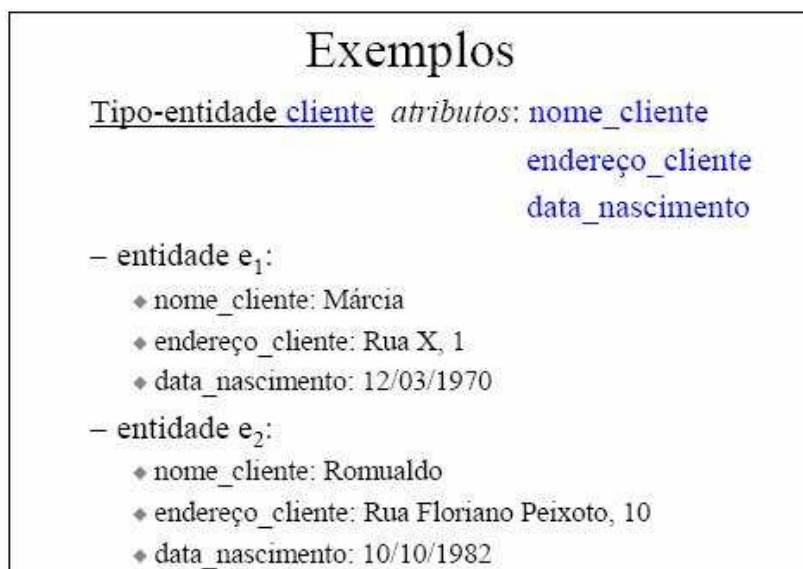 Exemplos
Tipo-entidade cliente atributos: nome_cliente
endereço_cliente
data_nascimento
– entidade e₁:
◆ nome_cliente: Márcia
◆ endereço_cliente: Rua X, 1
◆ data_nascimento: 12/03/1970
– entidade e₂:
◆ nome_cliente: Romualdo
◆ endereço_cliente: Rua Floriano Peixoto, 10
◆ data_nascimento: 10/10/1982